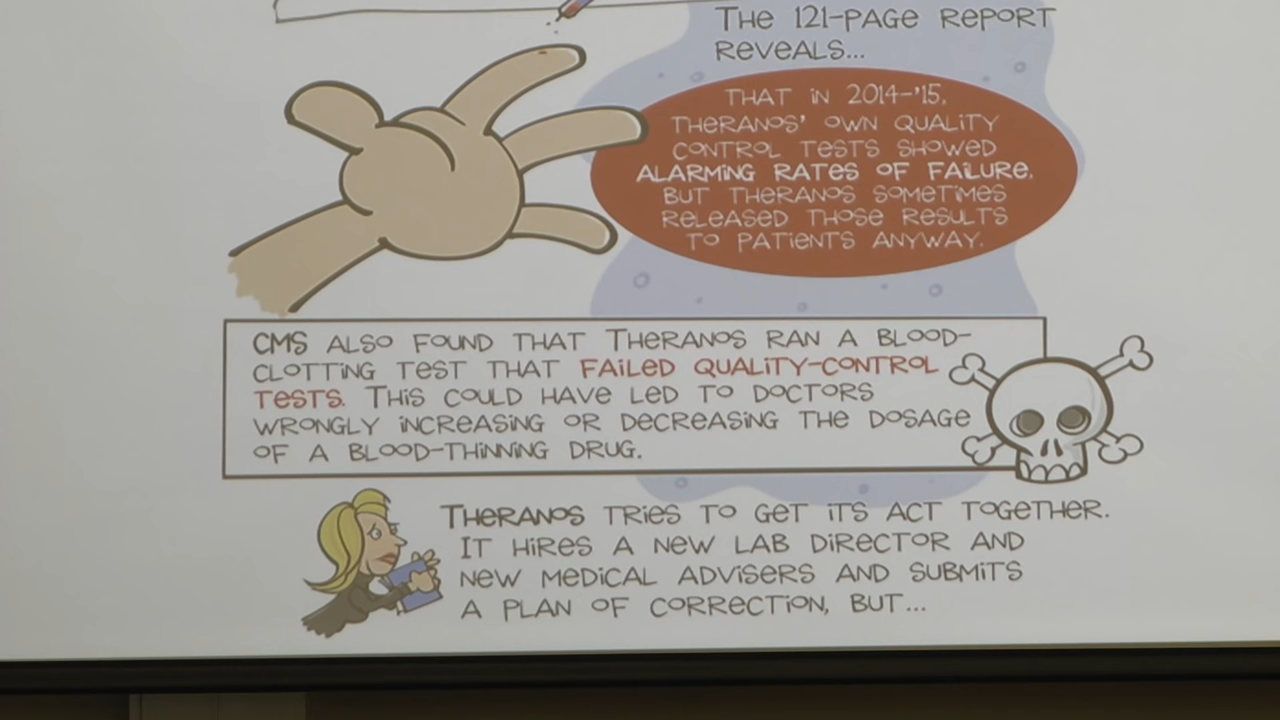 THE 121-PAGE REPORT
REVEALS...
THAT IN 2014-'15,
THERANOS' OWN QUALITY
CONTROL TESTS SHOWED
ALARMING RATES OF FAILURE.
BUT THERANOS SOMETIMES
RELEASED THOSE RESULTS
TO PATIENTS ANYWAY.
CMS ALSO FOUND THAT THERANOS RAN A BLOOD-
CLOTTING TEST THAT FAILED QUALITY-CONTROL
TESTS. THIS COULD HAVE LED TO DOCTORS
WRONGLY INCREASING OR DECREASING THE DOSAGE
OF A BLOOD-THINNING DRUG.
THERANOS TRIES TO GET ITS ACT TOGETHER.
IT HIRES A NEW LAB DIRECTOR AND
NEW MEDICAL ADVISERS AND SUBMITS
A PLAN OF CORRECTION, BUT...